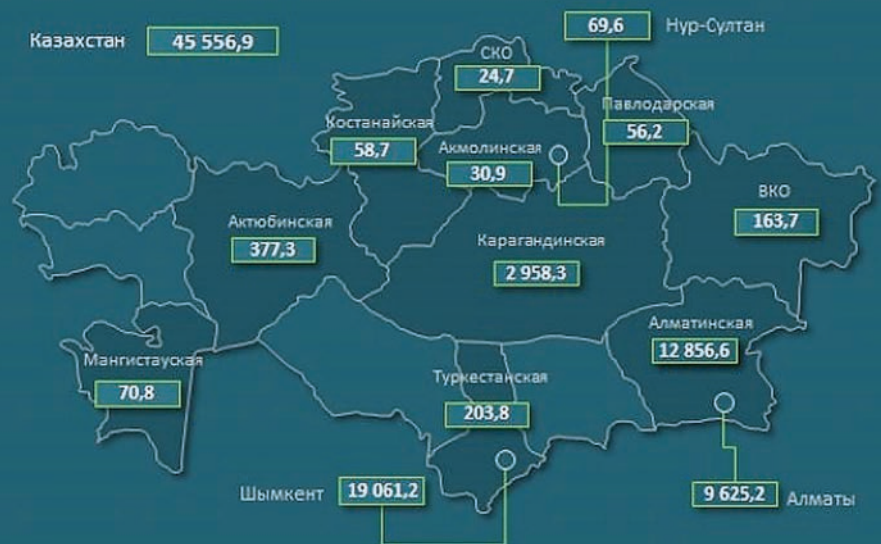 Казахстан
45 556,9
69,6
Нур-Султан
СКО
24,7
Павлодарская
56,2
Костанайская
58,7
Акмолинская
30,9
ВКО
163,7
Актюбинская
377,3
Карагандинская
2 958,3
Алматинская
12 856,6
Мангистауская
70,8
Туркестанская
203,8
Шымкент
19 061,2
9 625,2
Алматы